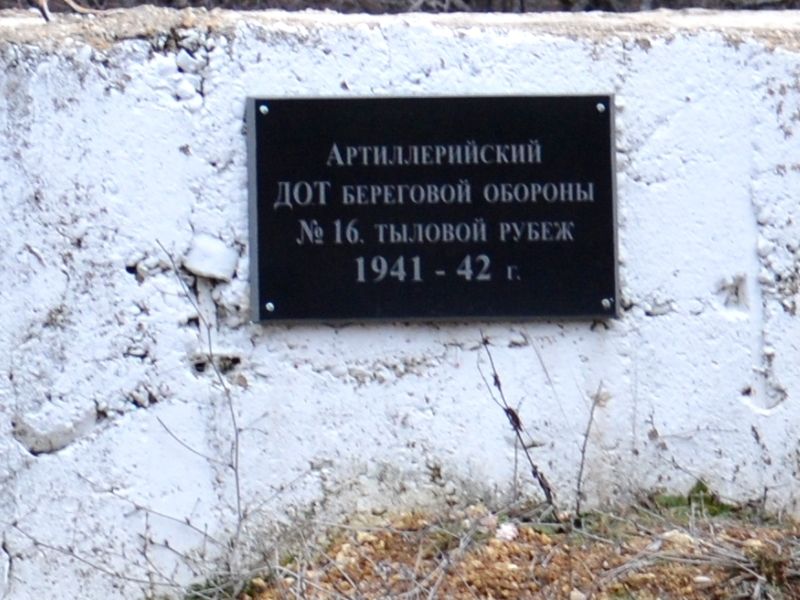 Артиллерийский
ДОТ береговой обороны
№ 16. тыловой рубеж
1941 - 42 г.